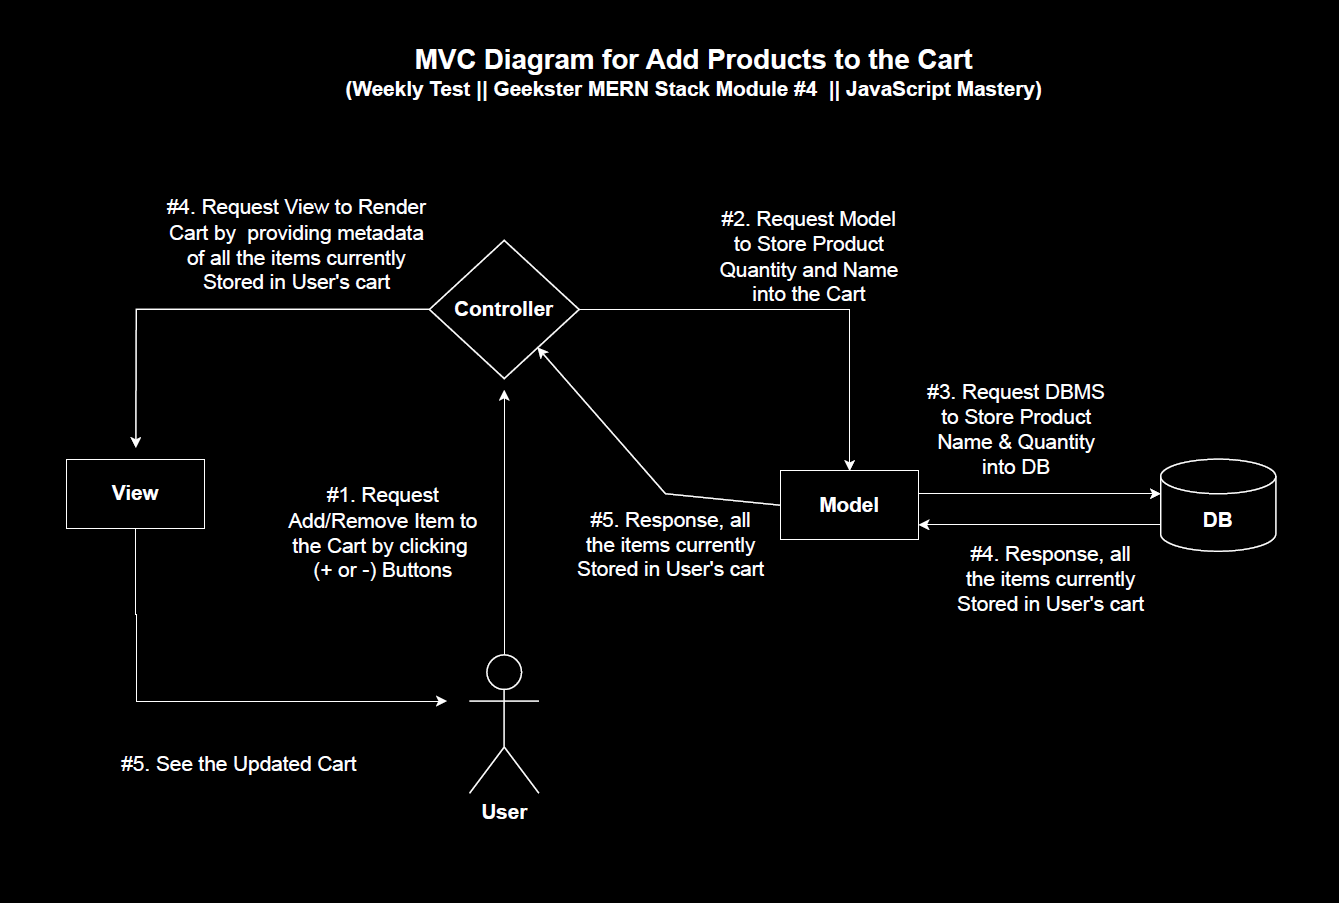 MVC Diagram for Add Products to the Cart
(Weekly Test || Geekster MERN Stack Module #4  || JavaScript Mastery)
#4. Request View to Render
Cart by  providing metadata
of all the items currently
Stored in User's cart
#2. Request Model
to Store Product
Quantity and Name
into the Cart
Controller
#3. Request DBMS
to Store Product
Name & Quantity
into DB
View
#1. Request
Add/Remove Item to
the Cart by clicking
(+ or -) Buttons
Model
DB
#5. Response, all
the items currently
Stored in User's cart
#4. Response, all
the items currently
Stored in User's cart
#5. See the Updated Cart
User